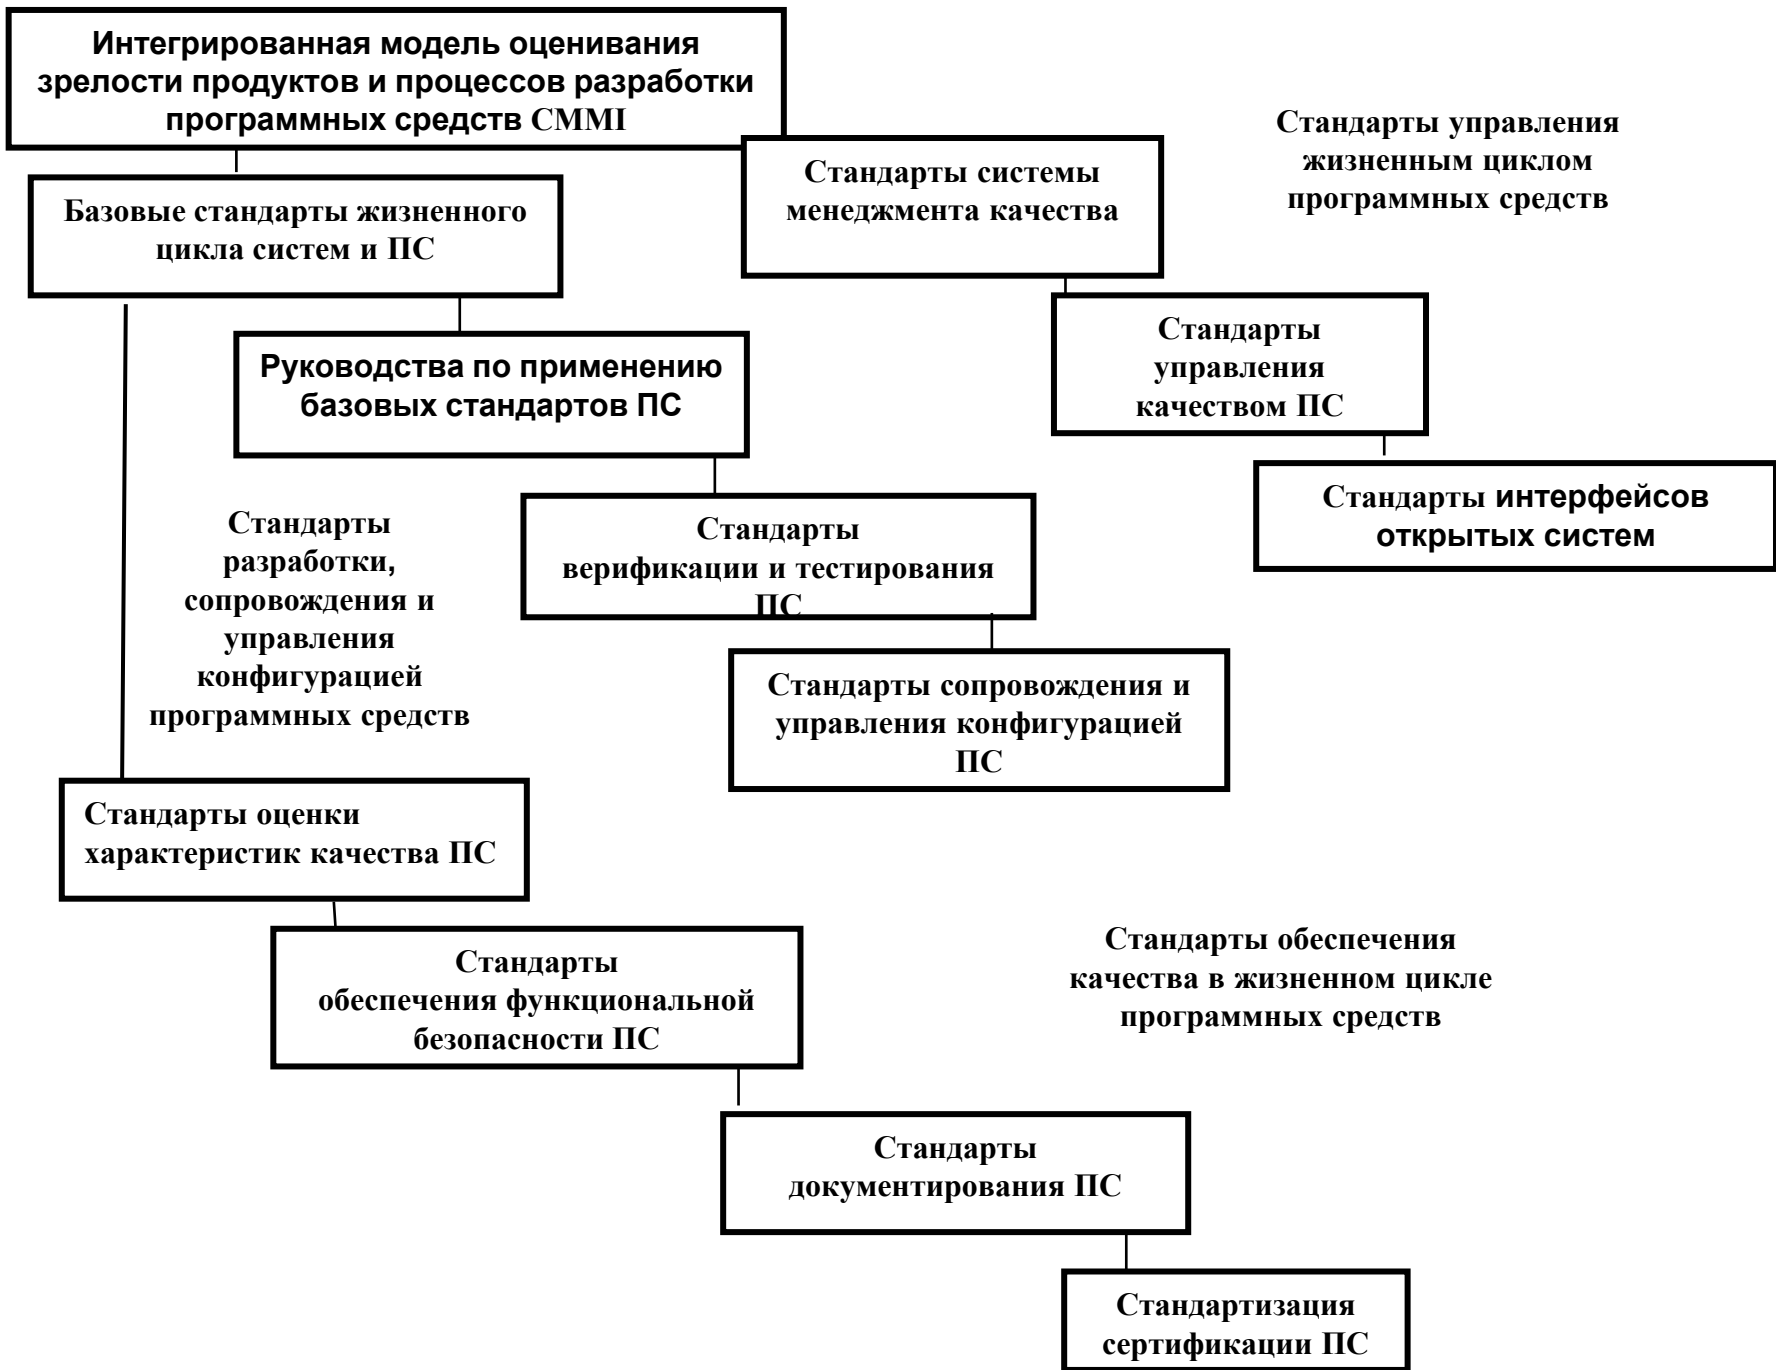 Интегрированная модель оценивания
зрелости продуктов и процессов разработки
программных средств CMMI
Стандарты управления
жизненным циклом
программных средств
Стандарты системы
менеджмента качества
Базовые стандарты жизненного
цикла систем и ПС
Стандарты
управления
качеством ПС
Руководства по применению
базовых стандартов ПС
Стандарты интерфейсов
открытых систем
Стандарты
разработки,
сопровождения и
управления
конфигурацией
программных средств
Стандарты
верификации и тестирования
ПС
Стандарты сопровождения и
управления конфигурацией
ПС
Стандарты оценки
характеристик качества ПС
Стандарты
обеспечения функциональной
безопасности ПС
Стандарты обеспечения
качества в жизненном цикле
программных средств
Стандарты
документирования ПС
Стандартизация
сертификации ПС